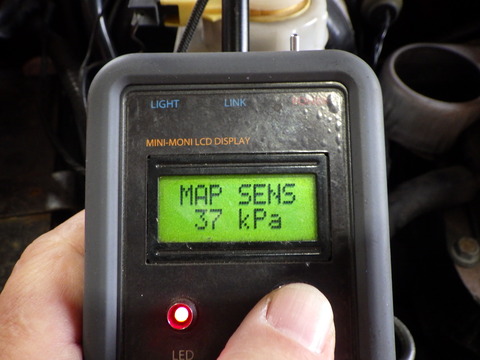 LIGHT LINK
MINI-MONI LCD DISPLAY
MAP SENS
37 kPa
LED